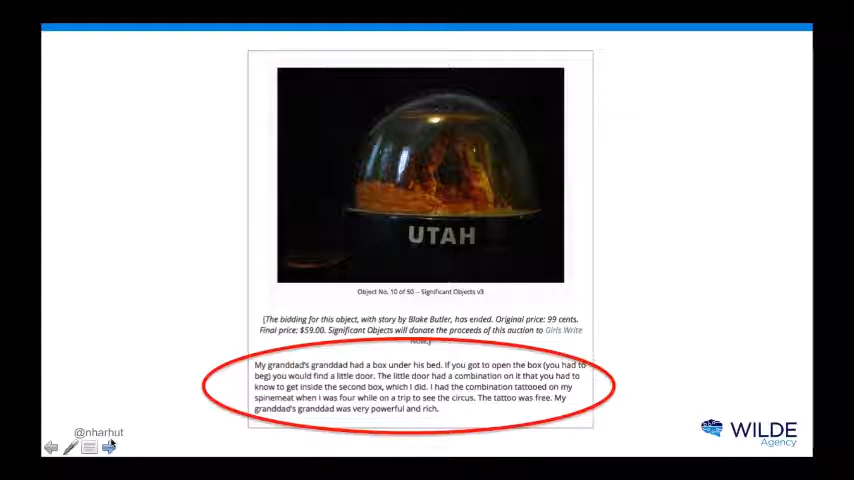 UTAH
Object No. 10 of 50 -- Significant Objects v3
[The bidding for this object, with story by Blake Butler, has ended. Original price: 99 cents.
Final price: $59.00. Significant Objects will donate the proceeds of this auction to Girls Write
Now.]
My granddad's granddad had a box under his bed. If you got to open the box (you had to
beg) you would find a little door. The little door had a combination on it that you had to
know to get inside the second box, which I did. I had the combination tattooed on my
spinemeat when I was four while on a trip to see the circus. The tattoo was free. My
granddad's granddad was very powerful and rich.
@nharhut
WILDE
Agency